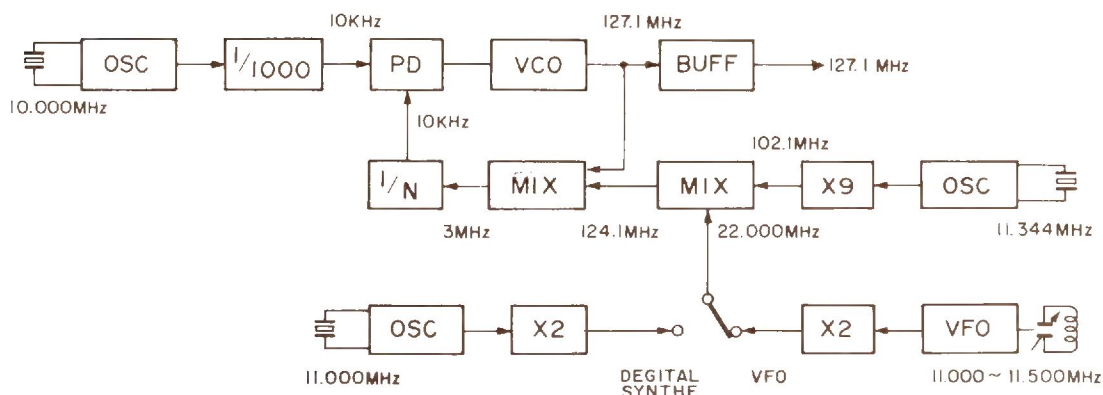 10KHz
127.1 MHz
OSC
1/1000
PD
VCO
BUFF
127.1 MHz
10.000MHz
10KHz
102.1MHz
1/N
MIX
MIX
X9
OSC
3MHz
124.1MHz
22.000MHz
11.344MHz
OSC
X2
X2
VFO
11.000MHz
DEGITAL
SYNTHE
VFO
11.000 ~ 11.500MHz